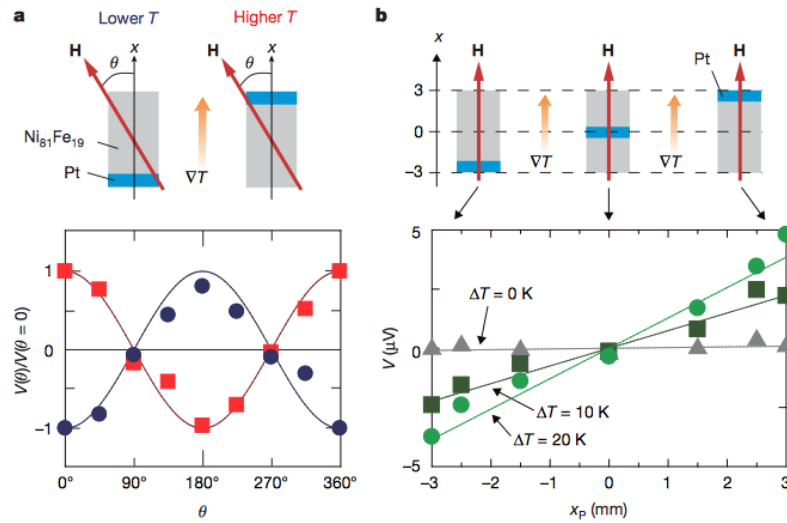 a
Lower T
Higher T
H
θ
x
H
θ
x
Ni81Fe19
Pt
∇T
V(θ)/V(θ = 0)
1
0
−1
0°
90°
180°
270°
360°
θ
b
x
H
H
H
Pt
3
0
−3
∇T
∇T
V (μV)
5
0
−5
ΔT = 0 K
ΔT = 10 K
ΔT = 20 K
−3
−2
−1
0
1
2
3
xP (mm)